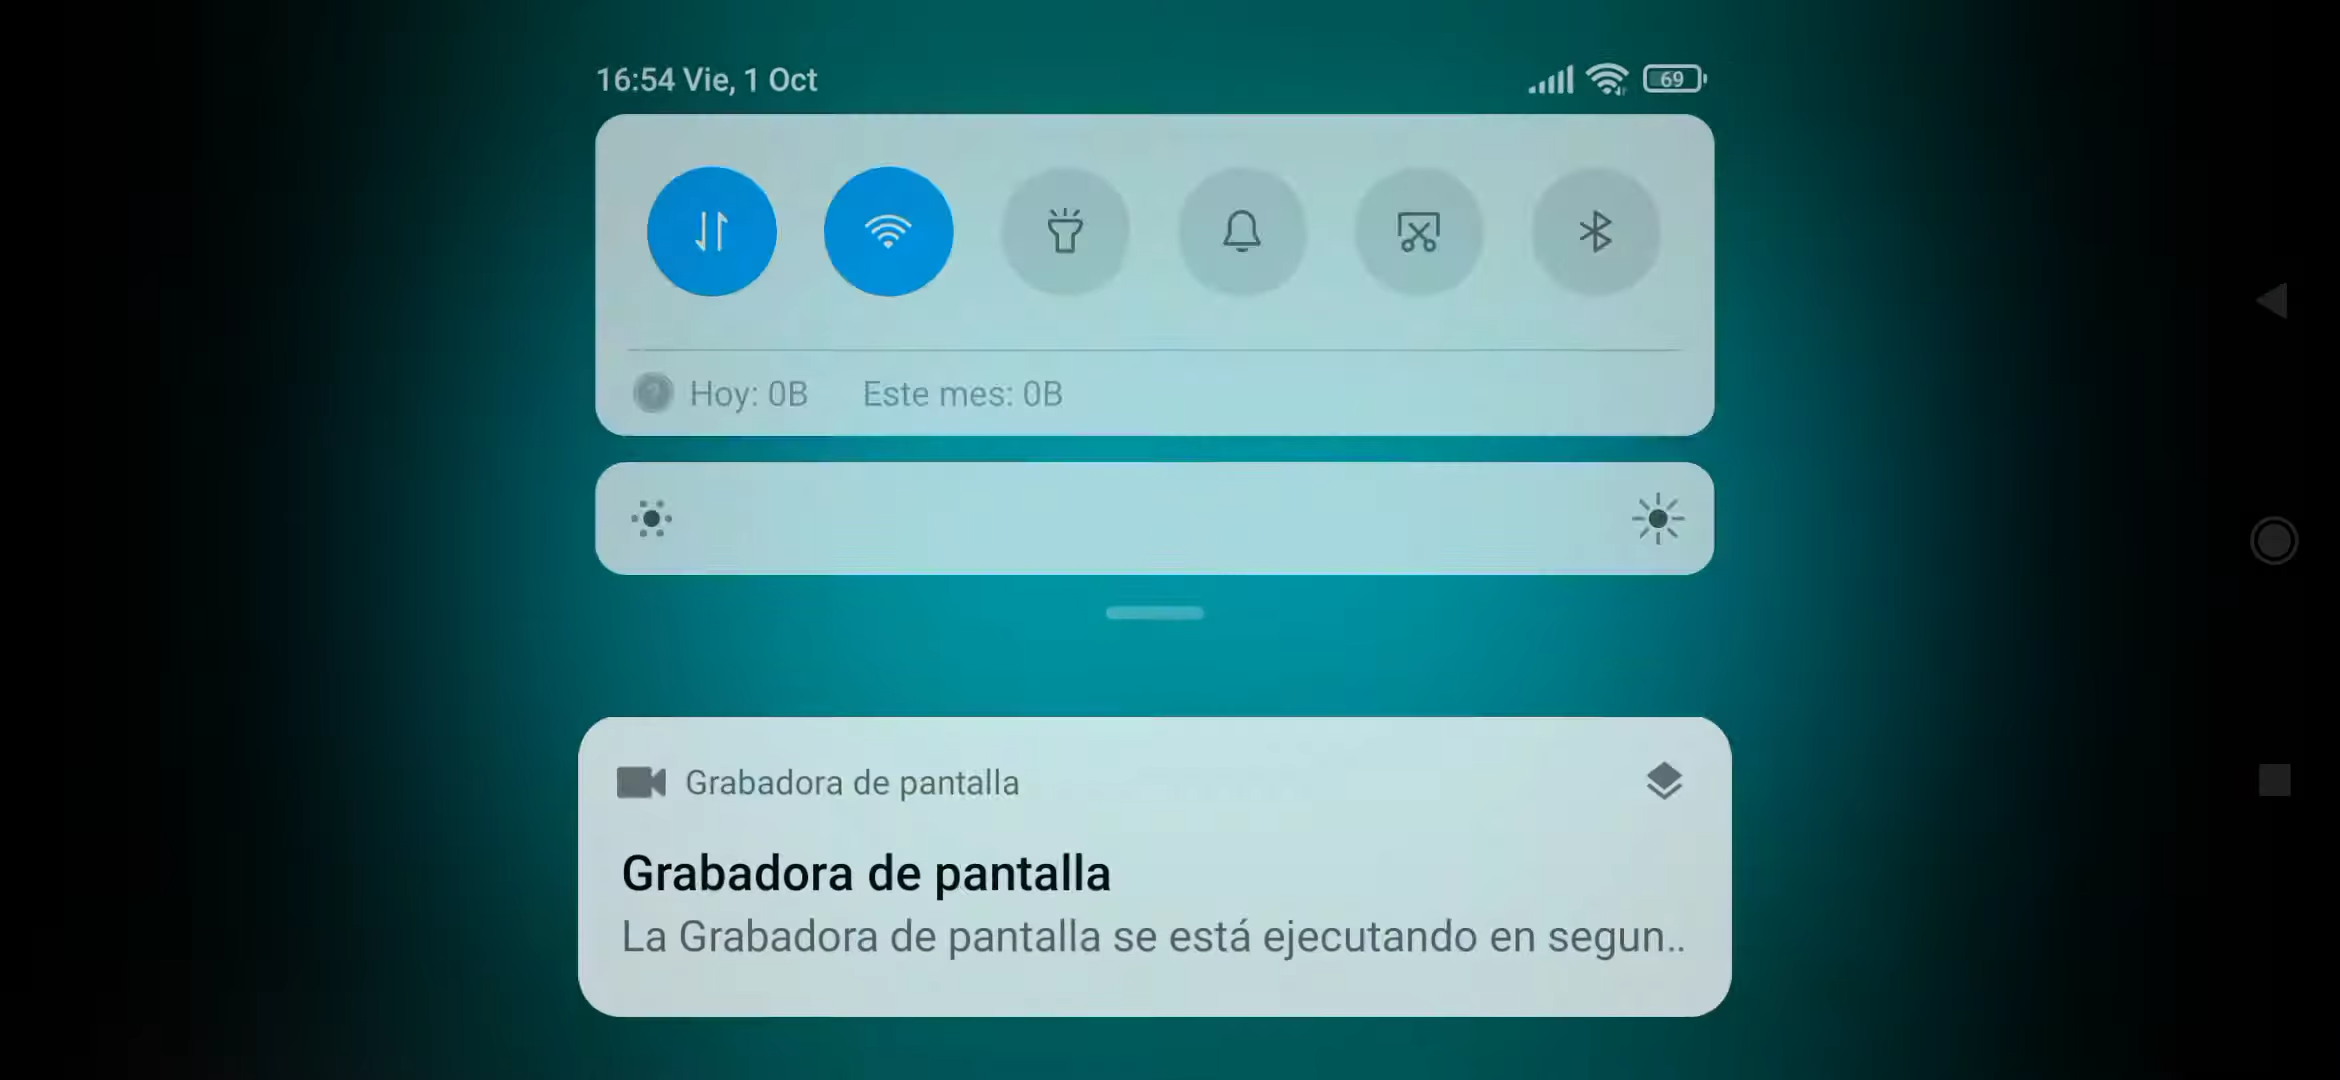 16:54 Vie, 1 Oct
69
Hoy: 0B Este mes: 0B
Grabadora de pantalla
Grabadora de pantalla
La Grabadora de pantalla se está ejecutando en segun..